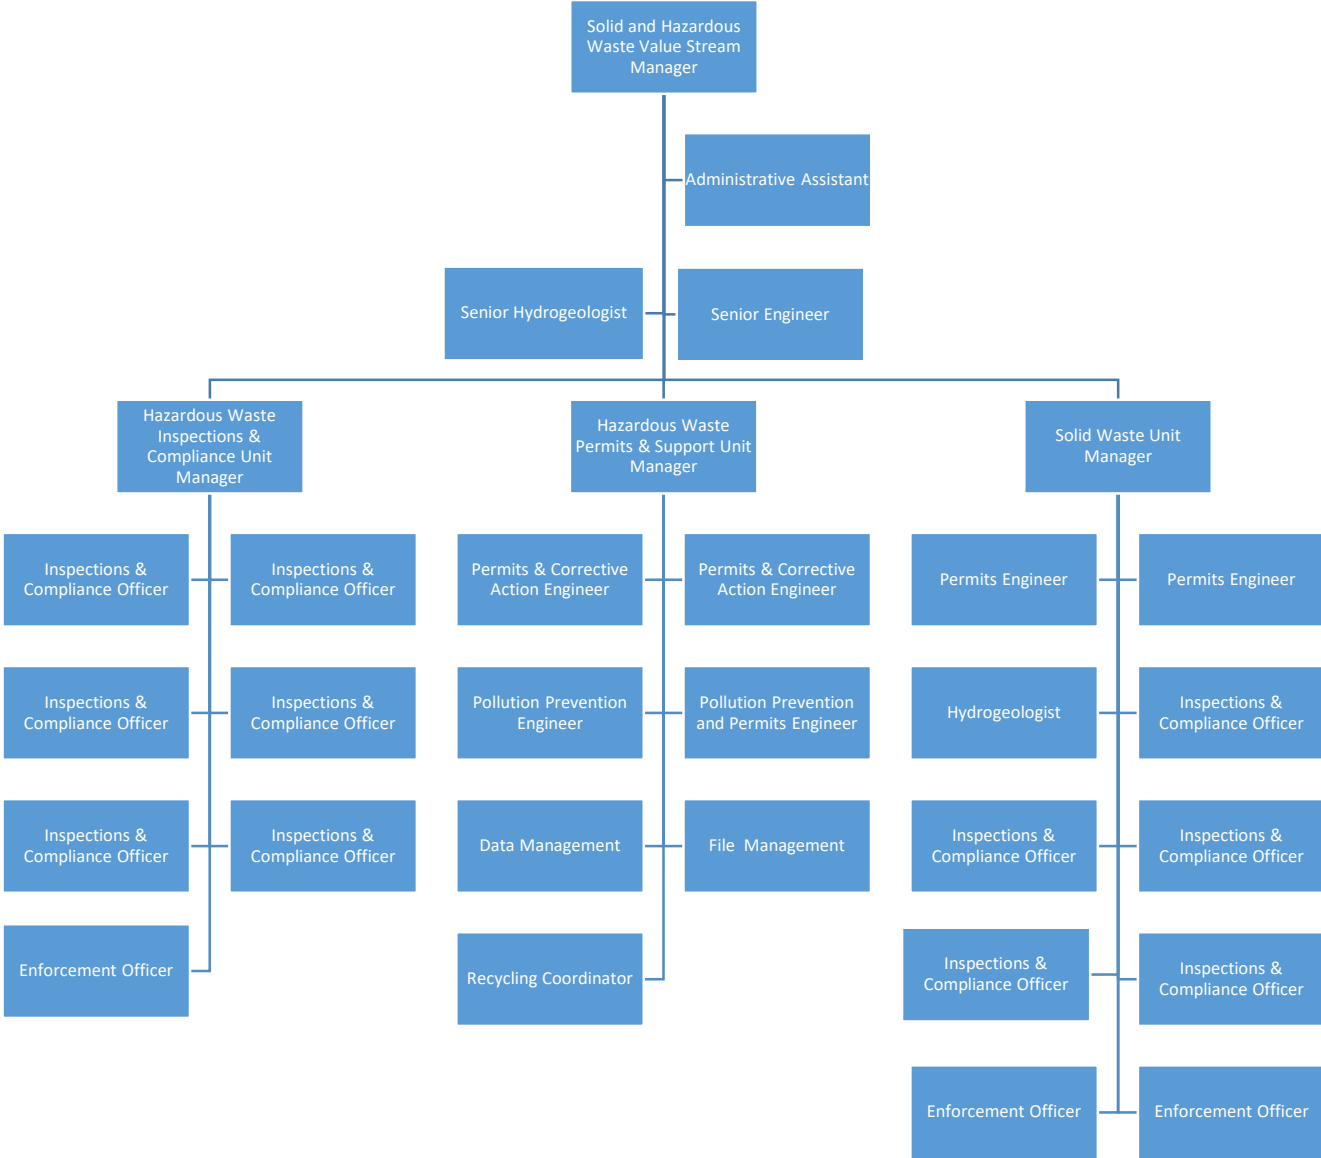 Solid and Hazardous
Waste Value Stream
Manager
Administrative Assistant
Senior Hydrogeologist
Senior Engineer
Hazardous Waste
Inspections &
Compliance Unit
Manager
Hazardous Waste
Permits & Support Unit
Manager
Solid Waste Unit
Manager
Inspections &
Compliance Officer
Inspections &
Compliance Officer
Permits & Corrective
Action Engineer
Permits & Corrective
Action Engineer
Permits Engineer
Permits Engineer
Inspections &
Compliance Officer
Inspections &
Compliance Officer
Pollution Prevention
Engineer
Pollution Prevention
and Permits Engineer
Hydrogeologist
Inspections &
Compliance Officer
Inspections &
Compliance Officer
Inspections &
Compliance Officer
Data Management
File  Management
Inspections &
Compliance Officer
Inspections &
Compliance Officer
Enforcement Officer
Recycling Coordinator
Inspections &
Compliance Officer
Inspections &
Compliance Officer
Enforcement Officer
Enforcement Officer